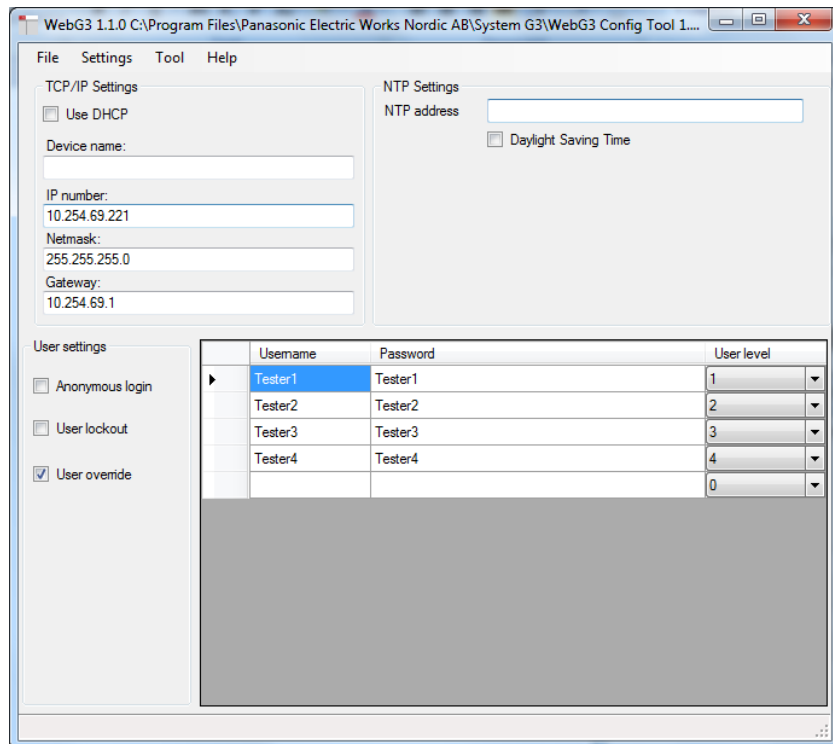 WebG3 1.1.0 C:\Program Files\Panasonic Electric Works Nordic AB\System G3\WebG3 Config Tool 1....
File Settings Tool Help
TCP/IP Settings
Use DHCP
Device name:
IP number:
10.254.69.221
Netmask:
255.255.255.0
Gateway:
10.254.69.1
NTP Settings
NTP address
Daylight Saving Time
User settings
Anonymous login
User lockout
User override
Username Password User level
Tester1 Tester1 1
Tester2 Tester2 2
Tester3 Tester3 3
Tester4 Tester4 4
0